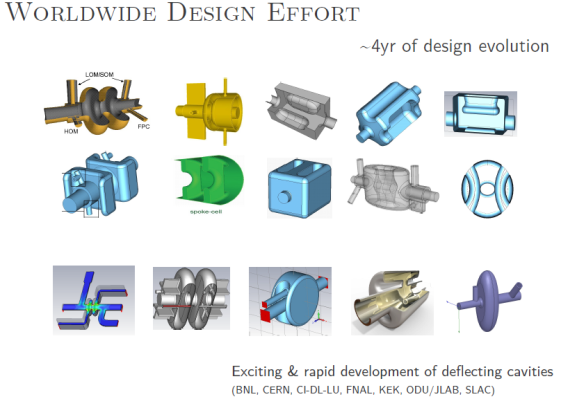 WORLDWIDE DESIGN EFFORT
~4yr of design evolution
LOM/SOM
HOM
FPC
spoke-cell
Exciting & rapid development of deflecting cavities
(BNL, CERN, CI-DL-LU, FNAL, KEK, ODU/JLAB, SLAC)